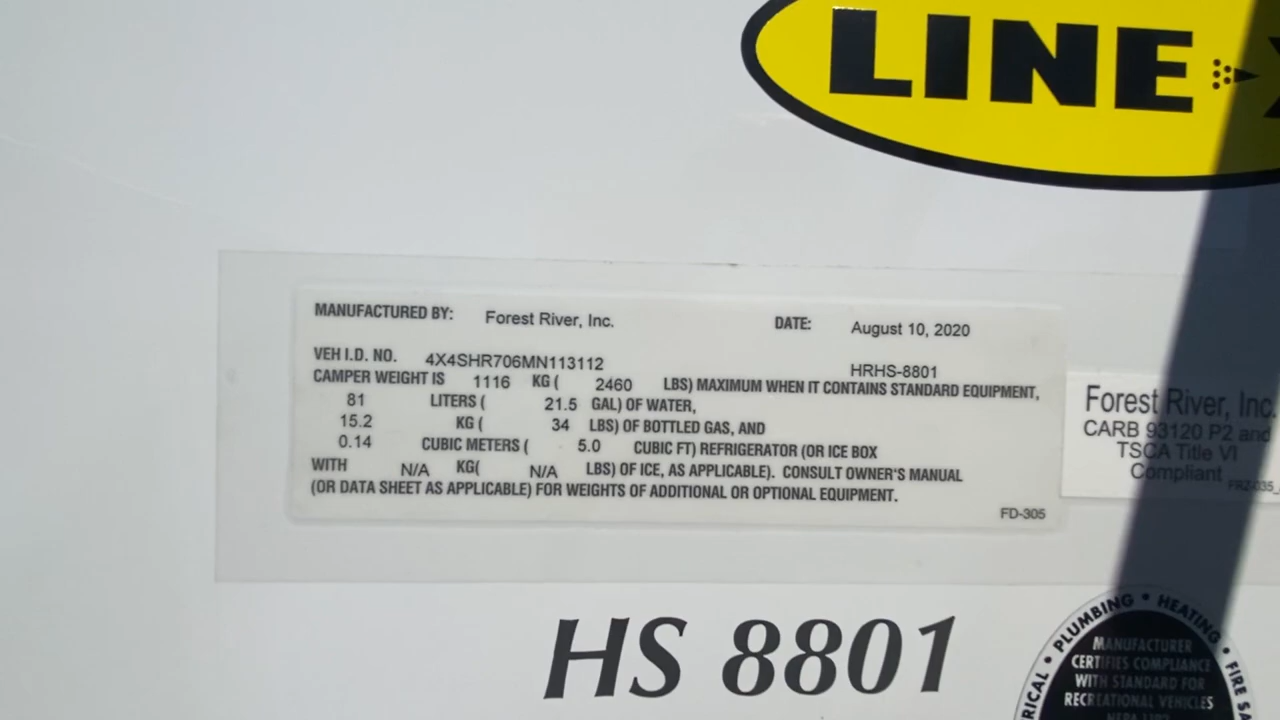 LINE
MANUFACTURED BY: Forest River, Inc. DATE: August 10, 2020
VEH I.D. NO. 4X4SHR706MN113112 HRHS-8801
CAMPER WEIGHT IS 1116 KG ( 2460 LBS) MAXIMUM WHEN IT CONTAINS STANDARD EQUIPMENT,
81 LITERS ( 21.5 GAL) OF WATER,
15.2 KG ( 34 LBS) OF BOTTLED GAS, AND
0.14 CUBIC METERS ( 5.0 CUBIC FT) REFRIGERATOR (OR ICE BOX
WITH N/A KG( N/A LBS) OF ICE, AS APPLICABLE). CONSULT OWNER'S MANUAL
(OR DATA SHEET AS APPLICABLE) FOR WEIGHTS OF ADDITIONAL OR OPTIONAL EQUIPMENT.
FD-305
Forest River, Inc.
CARB 93120 P2 and
TSCA Title VI
Compliant
HS 8801
PLUMBING • HEATING • FIRE SA
MANUFACTURER
CERTIFIES COMPLIANCE
WITH STANDARD FOR
RECREATIONAL VEHICLES